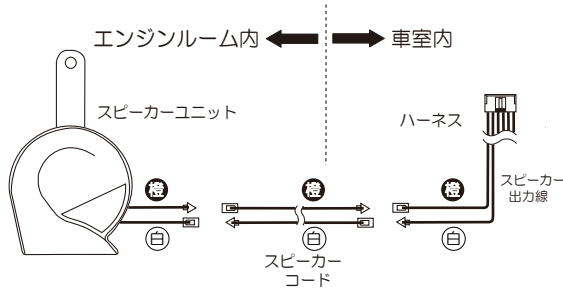 エンジンルーム内
車室内
スピーカーユニット
ハーネス
橙
橙
橙
スピーカー
出力線
白
白
白
スピーカー
コード